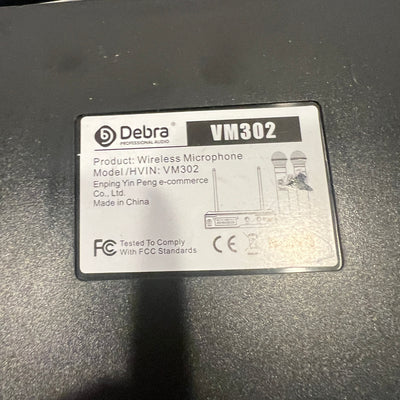 Debra®
PROFESSIONAL AUDIO
VM302
Product: Wireless Microphone
Model/HVIN: VM302
Enping Yin Peng e-commerce
Co., Ltd.
Made in China
FC Tested To Comply
With FCC Standards
CE